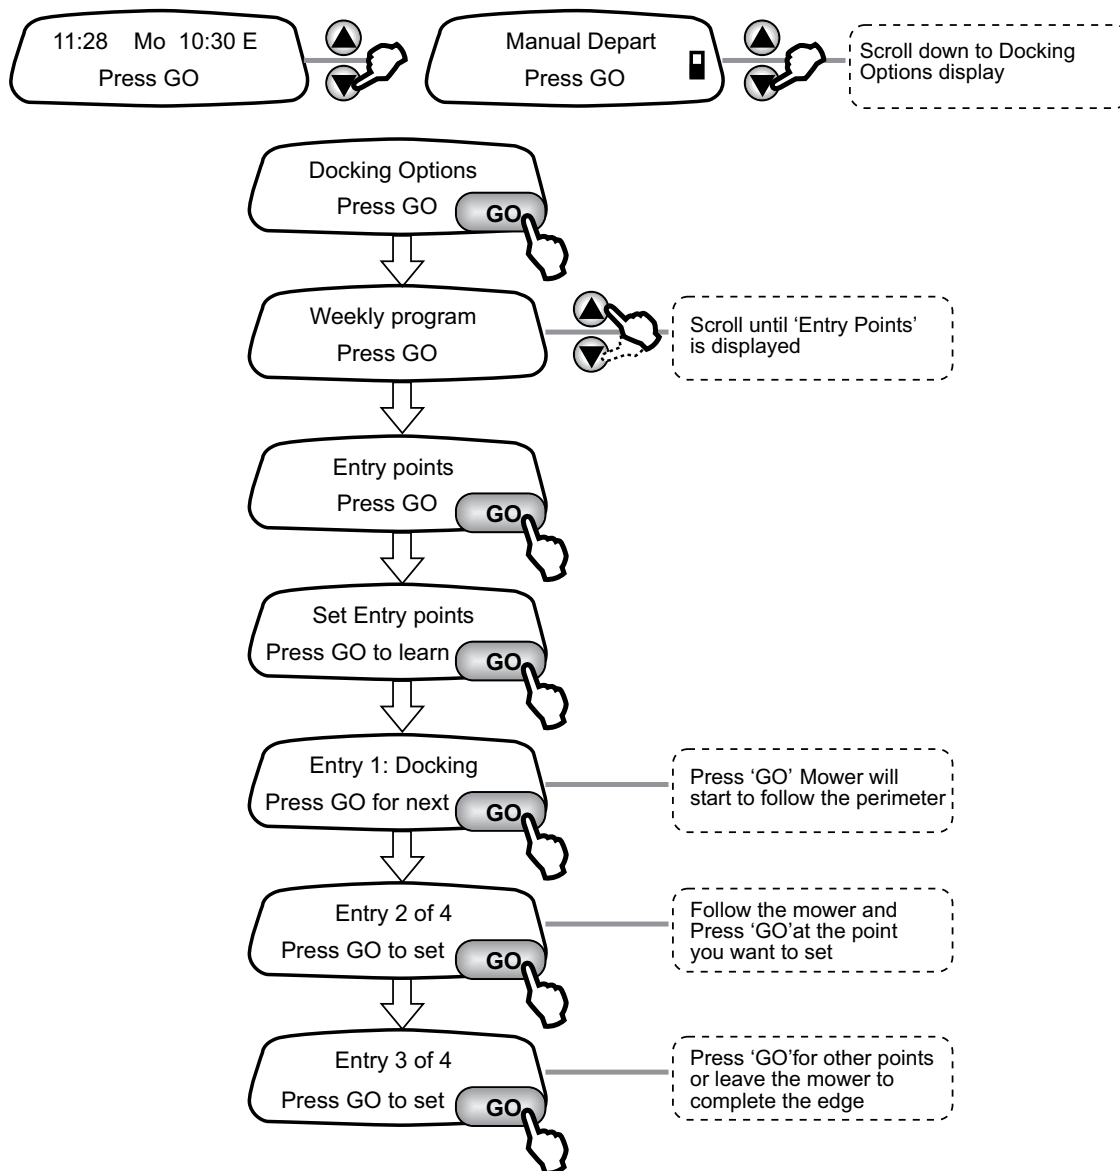 11:28 Mo 10:30 E
Press GO
Manual Depart
Press GO
Scroll down to Docking
Options display
Docking Options
Press GO
GO
Weekly program
Press GO
Scroll until ‘Entry Points’
is displayed
Entry points
Press GO
GO
Set Entry points
Press GO to learn
GO
Entry 1: Docking
Press GO for next
GO
Press ‘GO’ Mower will
start to follow the perimeter
Entry 2 of 4
Press GO to set
GO
Follow the mower and
Press ‘GO’at the point
you want to set
Entry 3 of 4
Press GO to set
GO
Press ‘GO’for other points
or leave the mower to
complete the edge